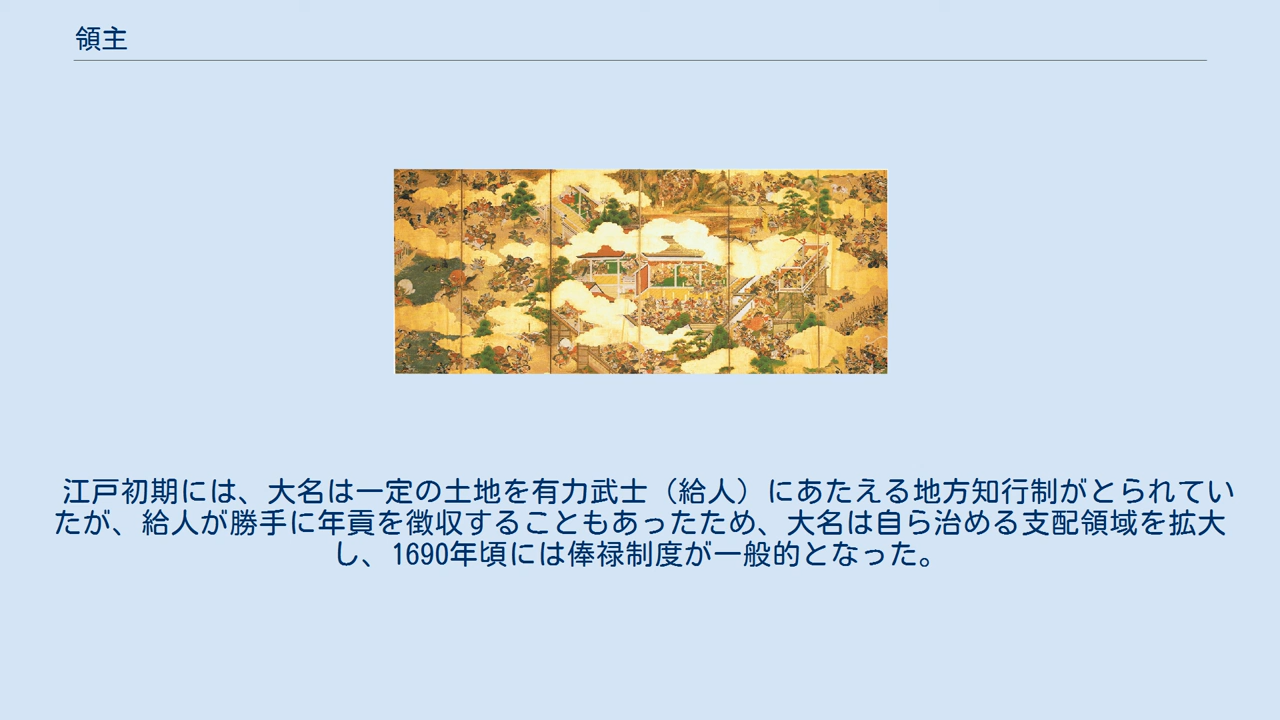 領主
江戸初期には、大名は一定の土地を有力武士（給人）にあたえる地方知行制がとられてい
たが、給人が勝手に年貢を徴収することもあったため、大名は自ら治める支配領域を拡大
し、1690年頃には俸禄制度が一般的となった。